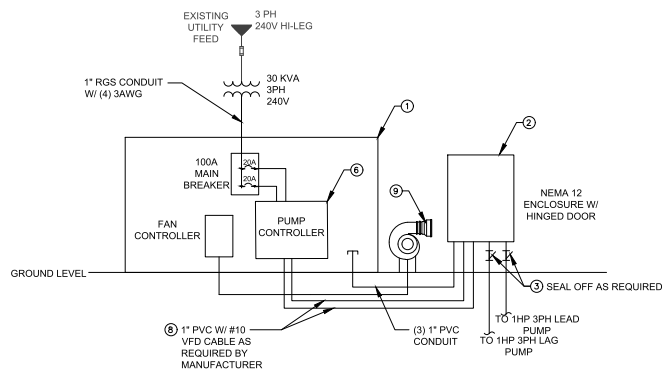 EXISTING
UTILITY
FEED
3 PH
240V HI-LEG
1" RGS CONDUIT
W/ (4) 3AWG
30 KVA
3PH
240V
1
2
100A
MAIN
BREAKER
20A
20A
6
9
NEMA 12
ENCLOSURE W/
HINGED DOOR
FAN
CONTROLLER
PUMP
CONTROLLER
GROUND LEVEL
3 SEAL OFF AS REQUIRED
8 1" PVC W/ #10
VFD CABLE AS
REQUIRED BY
MANUFACTURER
(3) 1" PVC
CONDUIT
TO 1HP 3PH LEAD
PUMP
TO 1HP 3PH LAG
PUMP